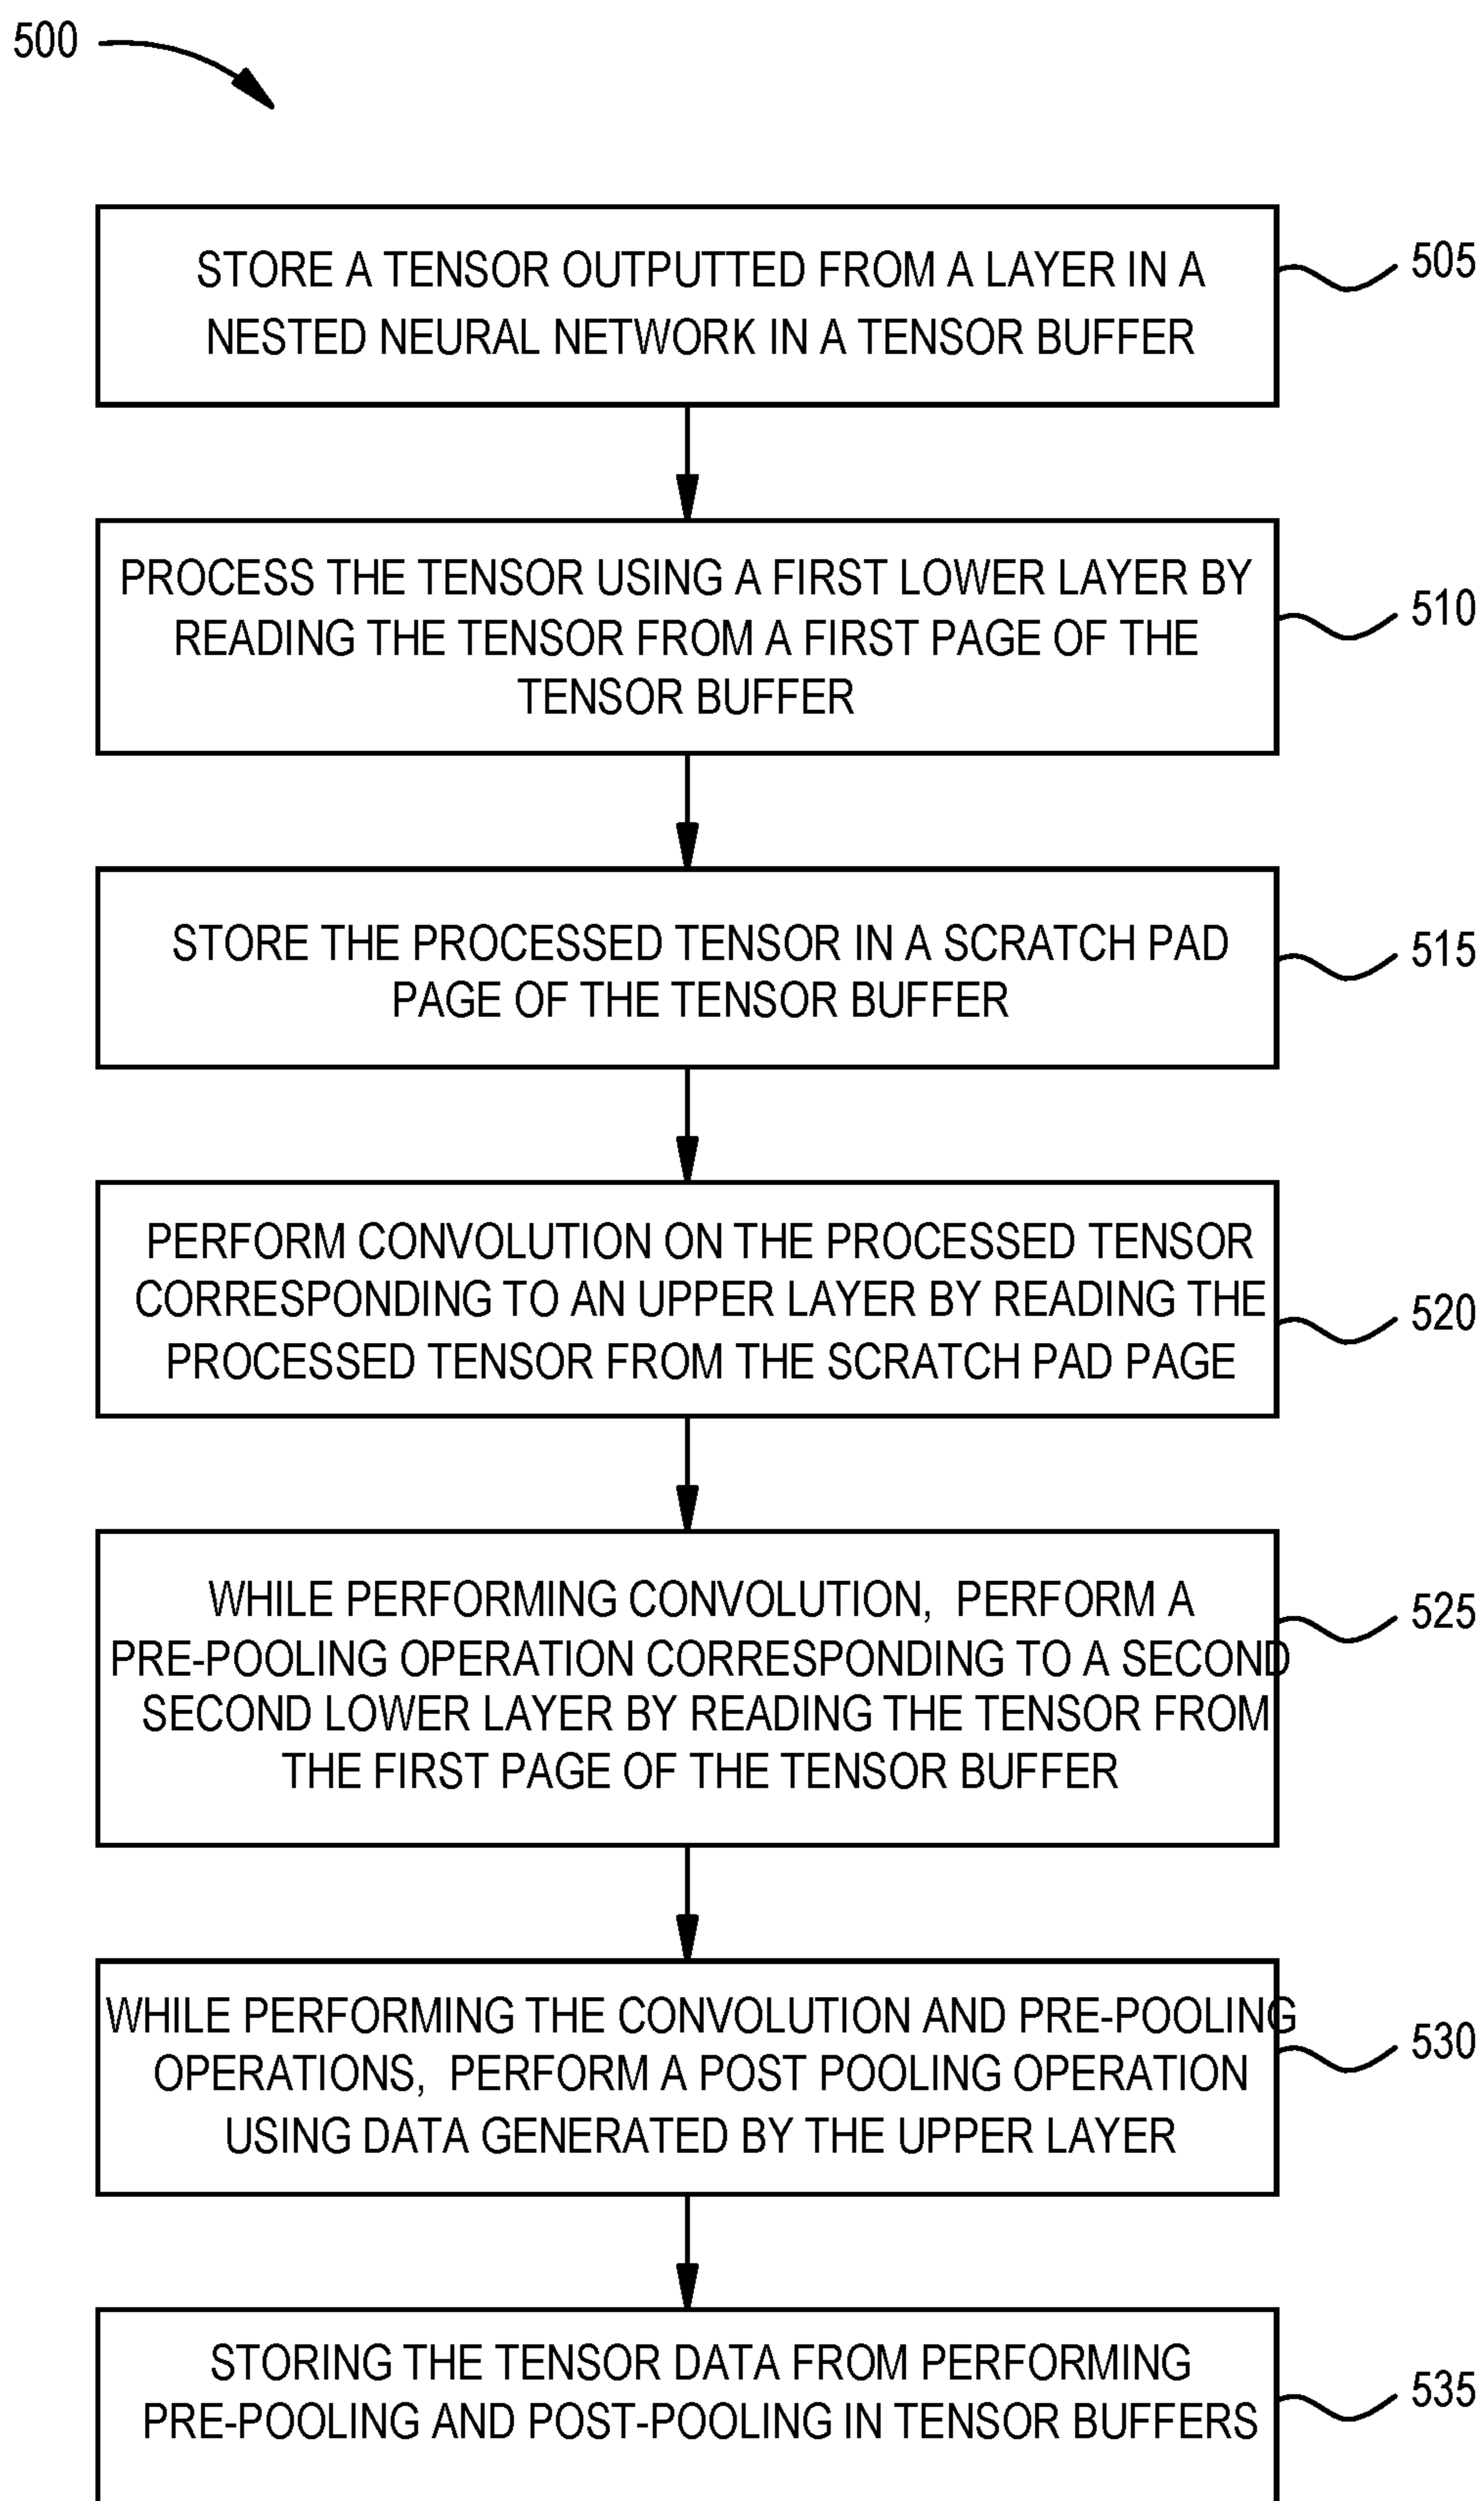 500
STORE A TENSOR OUTPUTTED FROM A LAYER IN A
NESTED NEURAL NETWORK IN A TENSOR BUFFER
505
PROCESS THE TENSOR USING A FIRST LOWER LAYER BY
READING THE TENSOR FROM A FIRST PAGE OF THE
TENSOR BUFFER
510
STORE THE PROCESSED TENSOR IN A SCRATCH PAD
PAGE OF THE TENSOR BUFFER
515
PERFORM CONVOLUTION ON THE PROCESSED TENSOR
CORRESPONDING TO AN UPPER LAYER BY READING THE
PROCESSED TENSOR FROM THE SCRATCH PAD PAGE
520
WHILE PERFORMING CONVOLUTION, PERFORM A
PRE-POOLING OPERATION CORRESPONDING TO A SECOND
SECOND LOWER LAYER BY READING THE TENSOR FROM
THE FIRST PAGE OF THE TENSOR BUFFER
525
WHILE PERFORMING THE CONVOLUTION AND PRE-POOLING
OPERATIONS, PERFORM A POST POOLING OPERATION
USING DATA GENERATED BY THE UPPER LAYER
530
STORING THE TENSOR DATA FROM PERFORMING
PRE-POOLING AND POST-POOLING IN TENSOR BUFFERS
535